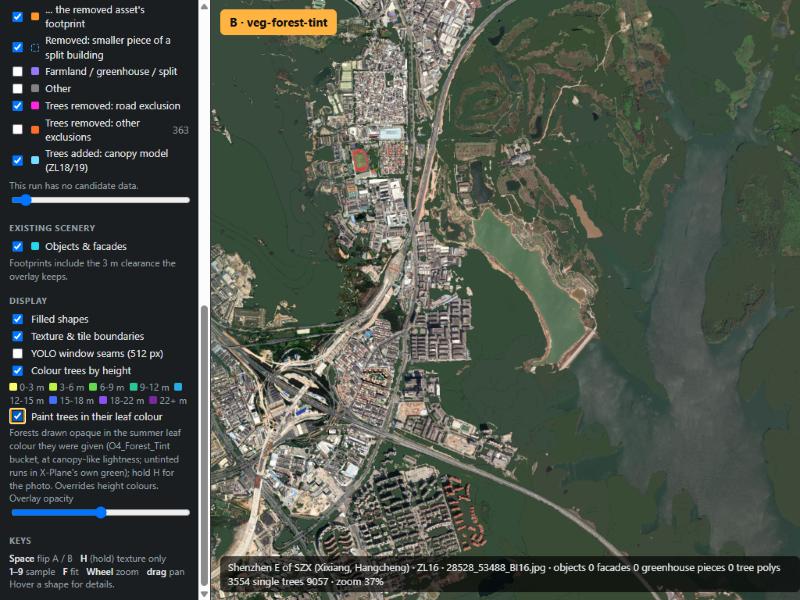 ... the removed asset's
footprint
Removed: smaller piece of a
split building
Farmland / greenhouse / split
Other
Trees removed: road exclusion
Trees removed: other
exclusions 363
Trees added: canopy model
(ZL18/19)
This run has no candidate data.
EXISTING SCENERY
Objects & facades
Footprints include the 3 m clearance the
overlay keeps.
DISPLAY
Filled shapes
Texture & tile boundaries
YOLO window seams (512 px)
Colour trees by height
0-3 m 3-6 m 6-9 m 9-12 m
12-15 m 15-18 m 18-22 m 22+ m
Paint trees in their leaf colour
Forests drawn opaque in the summer leaf
colour they were given (O4_Forest_Tint
bucket, at canopy-like lightness; untinted
runs in X-Plane's own green); hold H for
the photo. Overrides height colours.
Overlay opacity
KEYS
Space flip A / B H (hold) texture only
1–9 sample F fit Wheel zoom drag pan
Hover a shape for details.
B · veg-forest-tint
Shenzhen E of SZX (Xixiang, Hangcheng) · ZL16 · 28528_53488_BI16.jpg · objects 0 facades 0 greenhouse pieces 0 tree polys
3554 single trees 9057 · zoom 37%